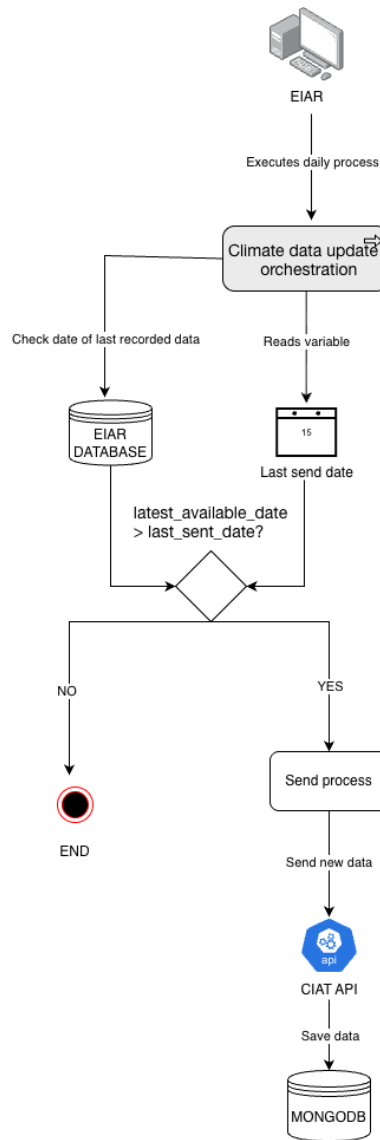 EIAR
Executes daily process
Climate data update
orchestration
Check date of last recorded data
Reads variable
EIAR
DATABASE
15
Last send date
latest_available_date
> last_sent_date?
NO
YES
Send process
END
Send new data
api
CIAT API
Save data
MONGODB